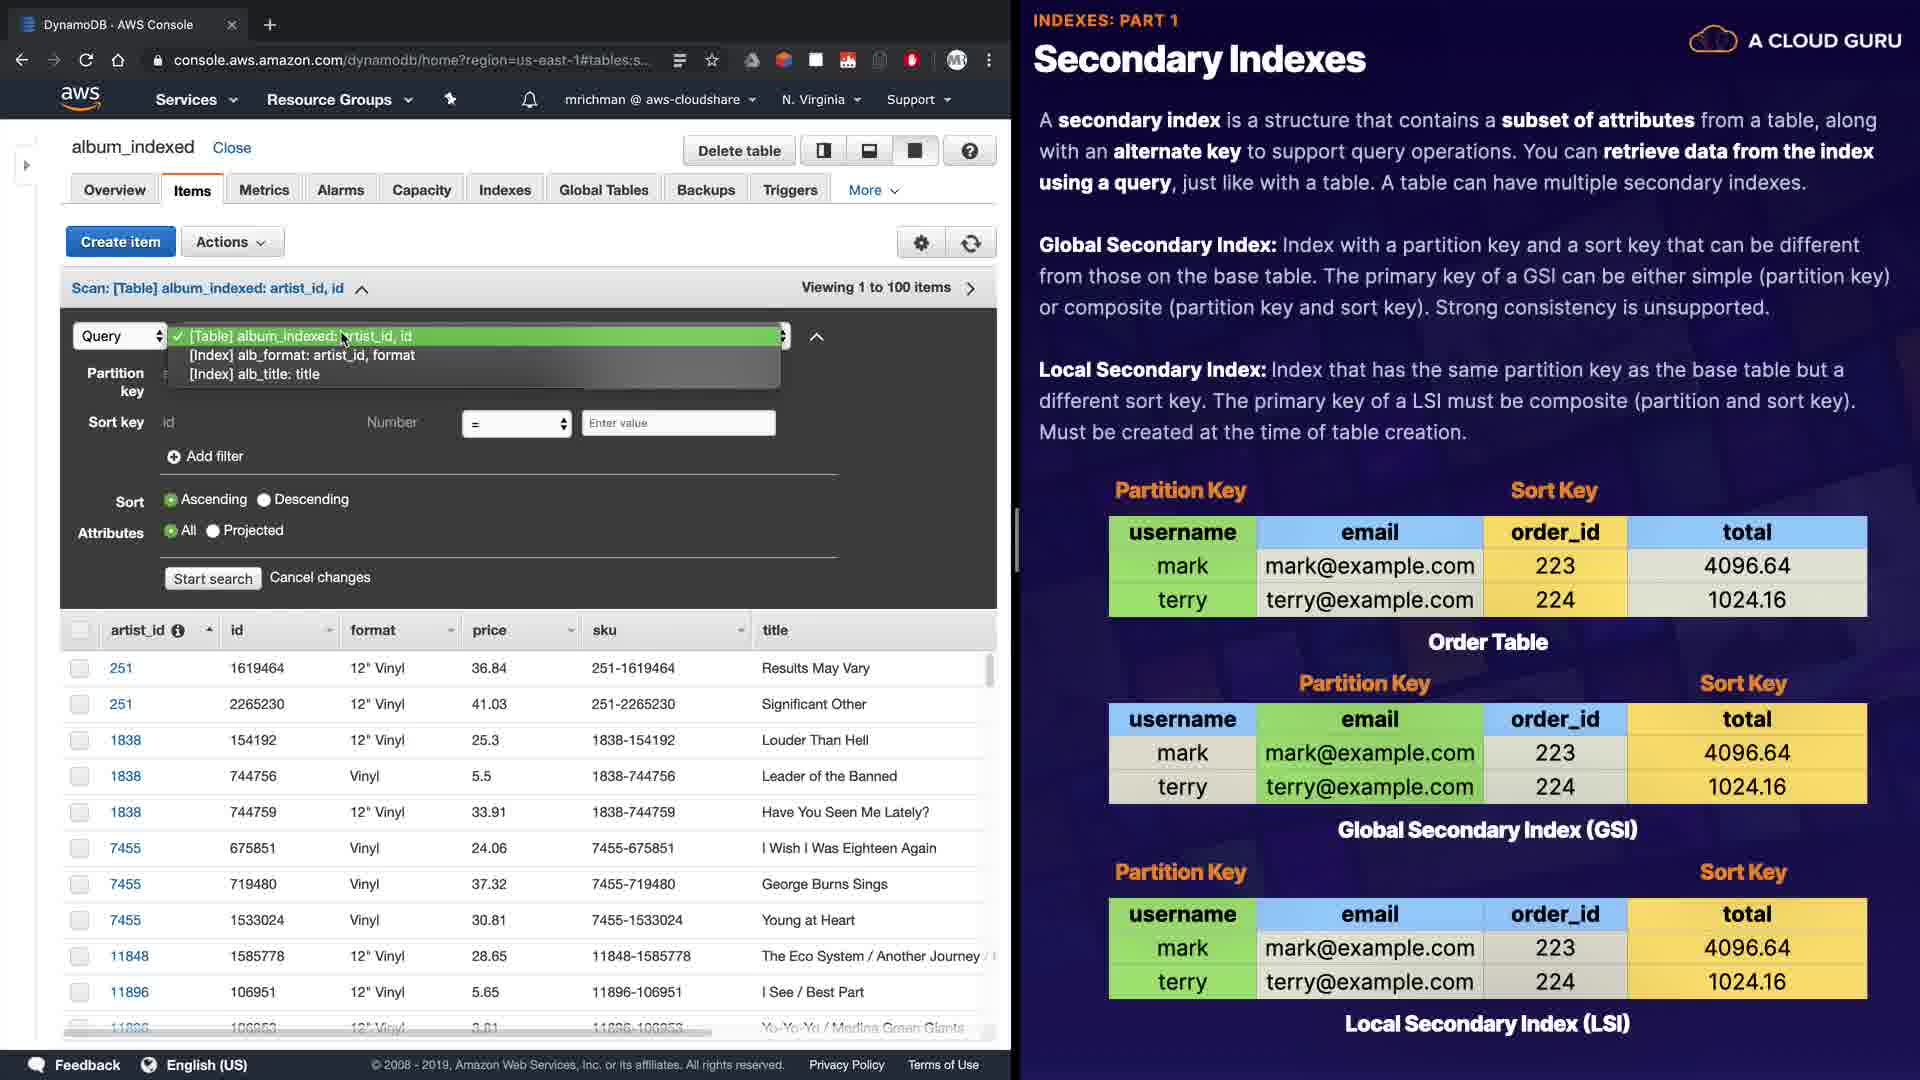 DynamoDB · AWS Console
console.aws.amazon.com/dynamodb/home?region=us-east-1#tables:s...
aws
Services
Resource Groups
mrichman @ aws-cloudshare
N. Virginia
Support
album_indexed
Close
Delete table
Overview
Items
Metrics
Alarms
Capacity
Indexes
Global Tables
Backups
Triggers
More
Create item
Actions
Scan: [Table] album_indexed: artist_id, id
Viewing 1 to 100 items
Query
✓ [Table] album_indexed: artist_id, id
[Index] alb_format: artist_id, format
[Index] alb_title: title
Partition
key
Sort key id Number = Enter value
Add filter
Sort Ascending Descending
Attributes All Projected
Start search Cancel changes
artist_id id format price sku title
251 1619464 12" Vinyl 36.84 251-1619464 Results May Vary
251 2265230 12" Vinyl 41.03 251-2265230 Significant Other
1838 154192 12" Vinyl 25.3 1838-154192 Louder Than Hell
1838 744756 Vinyl 5.5 1838-744756 Leader of the Banned
1838 744759 12" Vinyl 33.91 1838-744759 Have You Seen Me Lately?
7455 675851 Vinyl 24.06 7455-675851 I Wish I Was Eighteen Again
7455 719480 Vinyl 37.32 7455-719480 George Burns Sings
7455 1533024 Vinyl 30.81 7455-1533024 Young at Heart
11848 1585778 12" Vinyl 28.65 11848-1585778 The Eco System / Another Journey /
11896 106951 12" Vinyl 5.65 11896-106951 I See / Best Part
11896 106953 12" Vinyl 3.81 11896-106953 Yo-Yo-Yo / Medina Green Giants
Feedback
English (US)
© 2008 - 2019, Amazon Web Services, Inc. or its affiliates. All rights reserved.
Privacy Policy
Terms of Use
INDEXES: PART 1
Secondary Indexes
A CLOUD GURU
A secondary index is a structure that contains a subset of attributes from a table, along
with an alternate key to support query operations. You can retrieve data from the index
using a query, just like with a table. A table can have multiple secondary indexes.
Global Secondary Index: Index with a partition key and a sort key that can be different
from those on the base table. The primary key of a GSI can be either simple (partition key)
or composite (partition key and sort key). Strong consistency is unsupported.
Local Secondary Index: Index that has the same partition key as the base table but a
different sort key. The primary key of a LSI must be composite (partition and sort key).
Must be created at the time of table creation.
Partition Key Sort Key
username email order_id total
mark mark@example.com 223 4096.64
terry terry@example.com 224 1024.16
Order Table
Partition Key Sort Key
username email order_id total
mark mark@example.com 223 4096.64
terry terry@example.com 224 1024.16
Global Secondary Index (GSI)
Partition Key Sort Key
username email order_id total
mark mark@example.com 223 4096.64
terry terry@example.com 224 1024.16
Local Secondary Index (LSI)